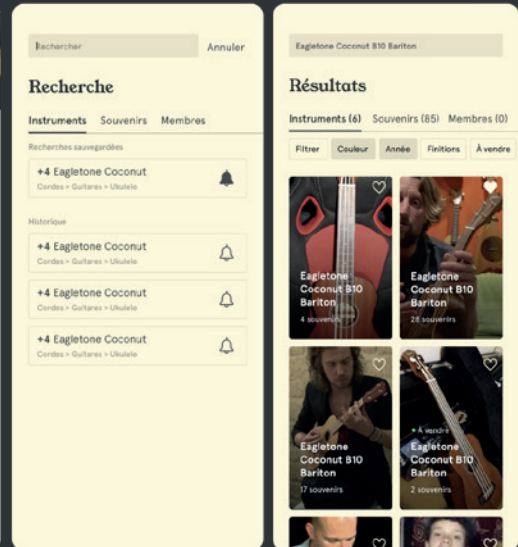 Rechercher
Annuler
Recherche
Instruments
Souvenirs
Membres
Recherches sauvegardées
+4 Eagletone Coconut
Cordes > Guitares > Ukulele
Historique
+4 Eagletone Coconut
Cordes > Guitares > Ukulele
+4 Eagletone Coconut
Cordes > Guitares > Ukulele
+4 Eagletone Coconut
Cordes > Guitares > Ukulele
Eagletone Coconut B10 Bariton
Résultats
Instruments (6)
Souvenirs (85)
Membres (0)
Filtrer
Couleur
Année
Finitions
À vendre
Eagletone
Coconut B10
Bariton
4 souvenirs
Eagletone
Coconut B10
Bariton
28 souvenirs
Eagletone
Coconut B10
Bariton
17 souvenirs
À vendre
Eagletone
Coconut B10
Bariton
2 souvenirs